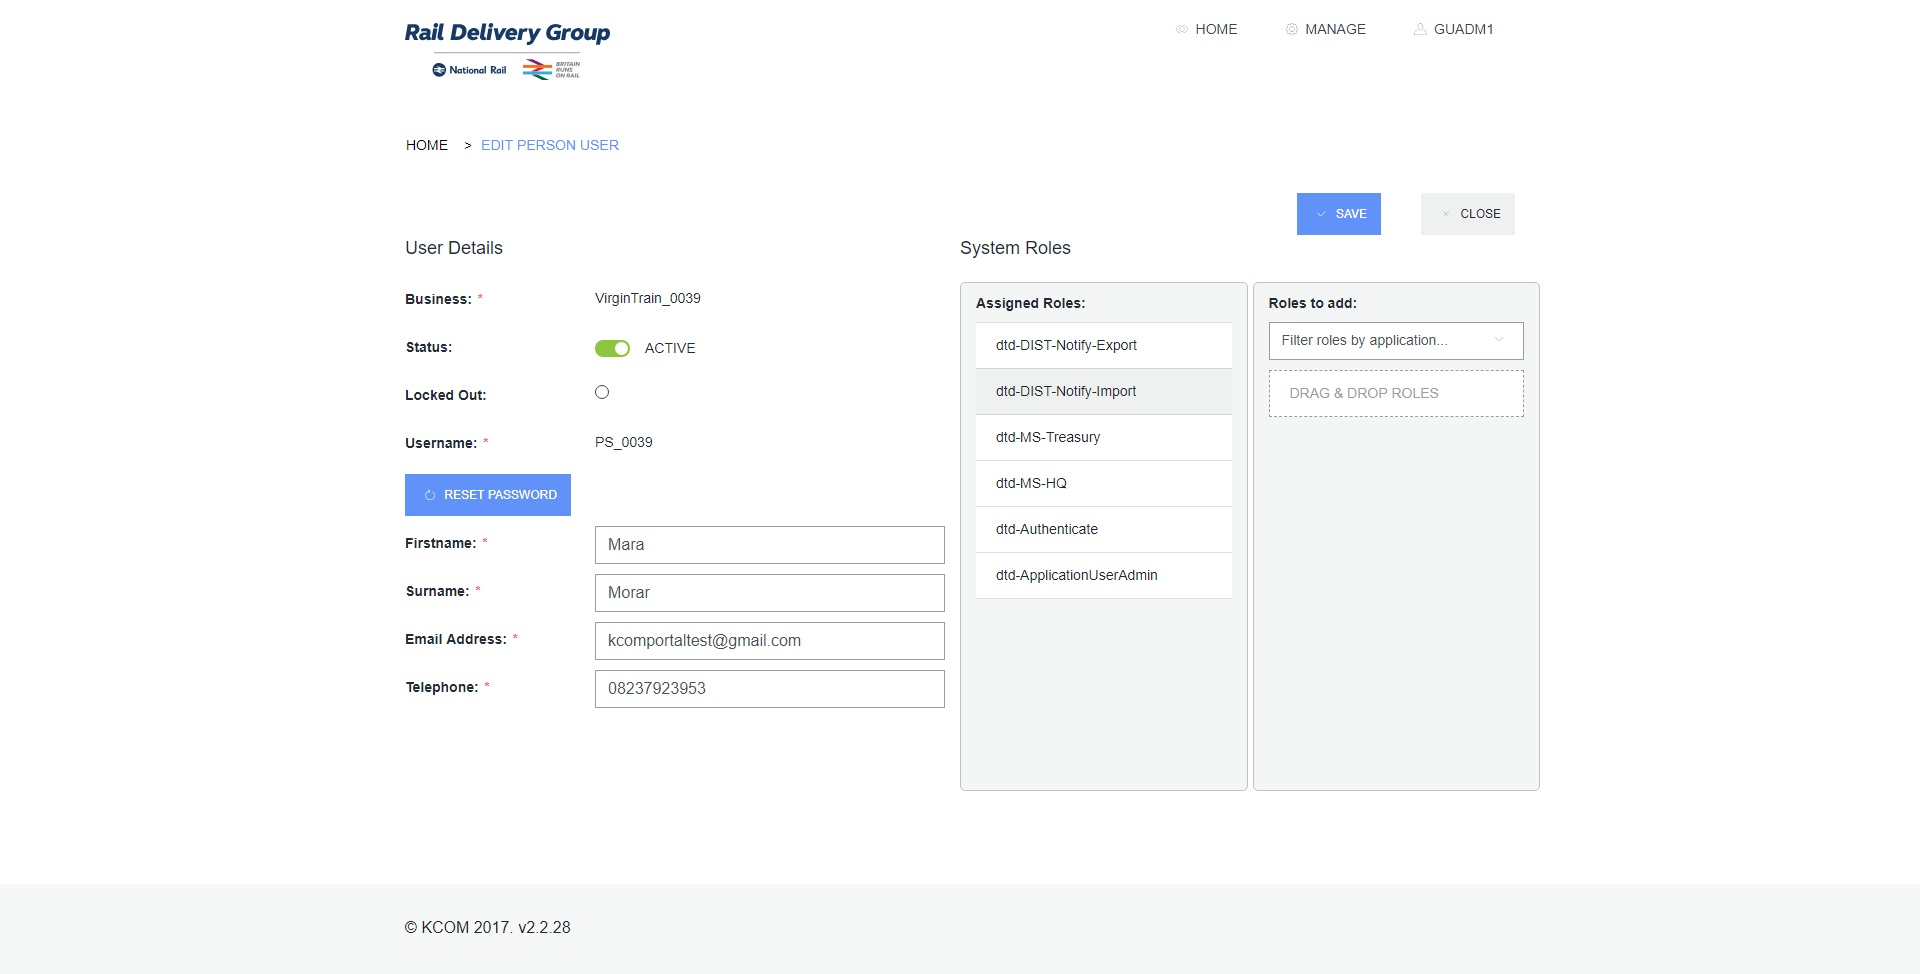 Rail Delivery Group
National Rail
BRITAIN
RUNS
ON RAIL
HOME
MANAGE
GUADM1
HOME > EDIT PERSON USER
SAVE
CLOSE
User Details
Business: *
VirginTrain_0039
Status:
ACTIVE
Locked Out:
Username: *
PS_0039
RESET PASSWORD
Firstname: *
Mara
Surname: *
Morar
Email Address: *
kcomportaltest@gmail.com
Telephone: *
08237923953
System Roles
Assigned Roles:
dtd-DIST-Notify-Export
dtd-DIST-Notify-Import
dtd-MS-Treasury
dtd-MS-HQ
dtd-Authenticate
dtd-ApplicationUserAdmin
Roles to add:
Filter roles by application...
DRAG & DROP ROLES
© KCOM 2017. v2.2.28